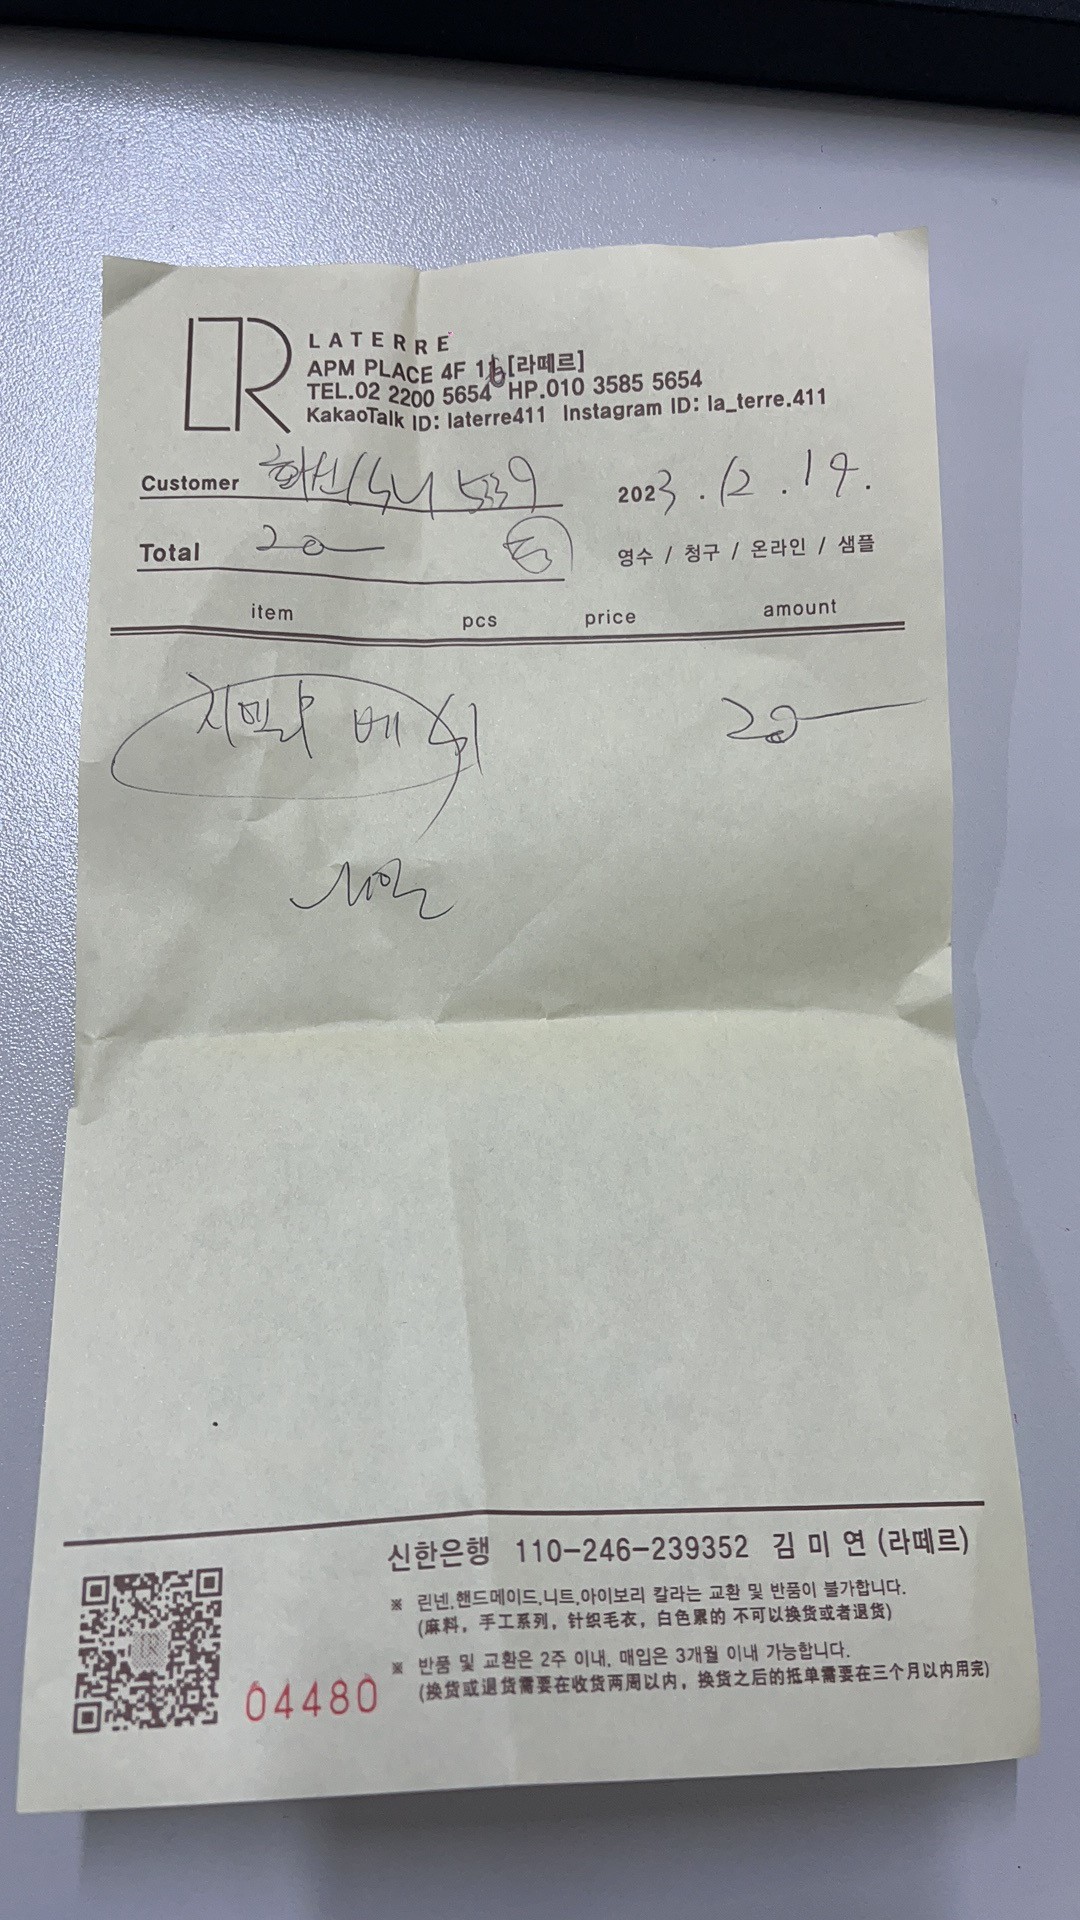 LR
LATERRE
APM PLACE 4F 16 [라떼르]
TEL.02 2200 5654 HP.010 3585 5654
KakaoTalk ID: laterre411 Instagram ID: la_terre.411
Customer 5339 2023.12.19.
Total 20 영수 / 청구 / 온라인 / 샘플
item pcs price amount
20
신한은행 110-246-239352 김미연 (라떼르)
※ 린넨,핸드메이드,니트,아이보리 칼라는 교환 및 반품이 불가합니다.
(麻料, 手工系列, 针织毛衣, 白色累的 不可以换货或者退货)
※ 반품 및 교환은 2주 이내, 매입은 3개월 이내 가능합니다.
(换货或退货需要在收货两周以内, 换货之后的抵单需要在三个月以内用完)
04480